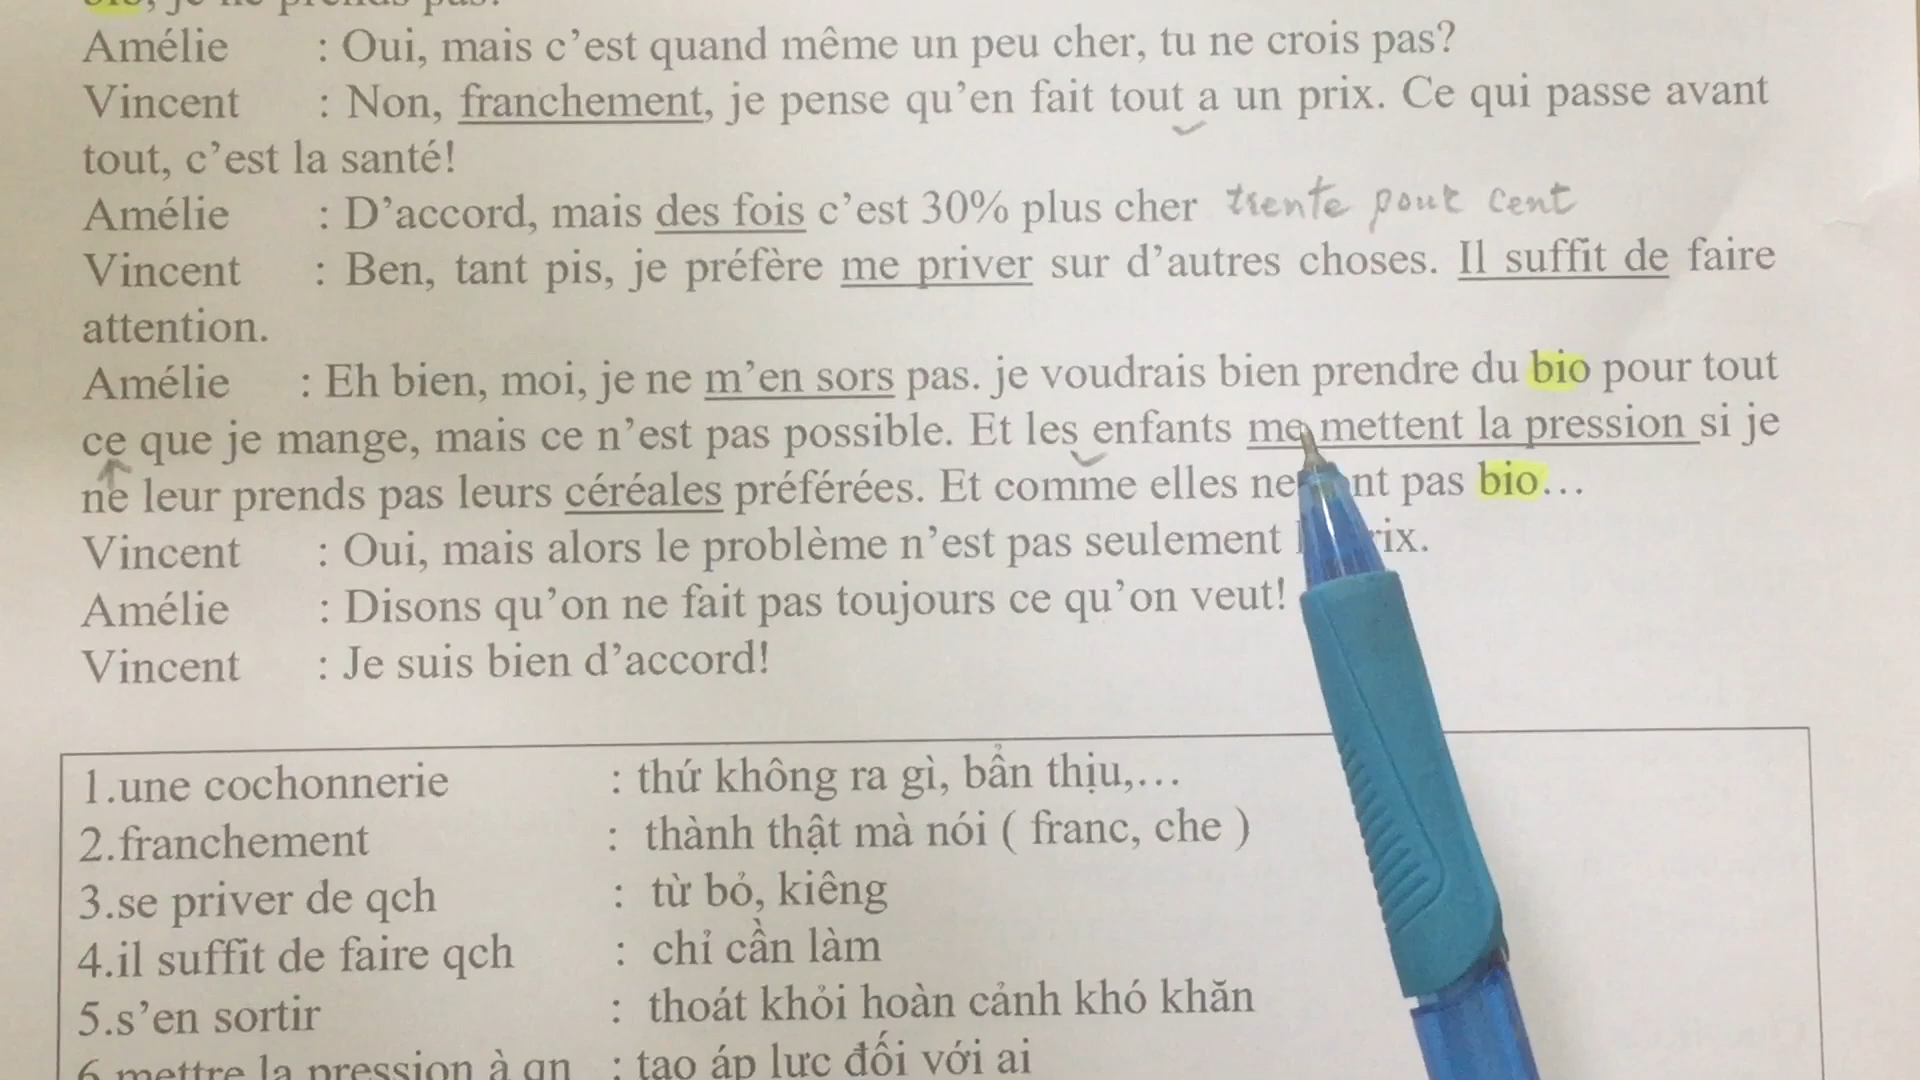 bio, je ne prends pas.
Amélie : Oui, mais c’est quand même un peu cher, tu ne crois pas?
Vincent : Non, franchement, je pense qu’en fait tout a un prix. Ce qui passe avant
tout, c’est la santé!
Amélie : D’accord, mais des fois c’est 30% plus cher trente pour cent
Vincent : Ben, tant pis, je préfère me priver sur d’autres choses. Il suffit de faire
attention.
Amélie : Eh bien, moi, je ne m’en sors pas. je voudrais bien prendre du bio pour tout
ce que je mange, mais ce n’est pas possible. Et les enfants me mettent la pression si je
ne leur prends pas leurs céréales préférées. Et comme elles ne pas bio…
Vincent : Oui, mais alors le problème n’est pas seulement
Amélie : Disons qu’on ne fait pas toujours ce qu’on veut!
Vincent : Je suis bien d’accord!
1.une cochonnerie : thứ không ra gì, bẩn thịu,…
2.franchement : thành thật mà nói ( franc, che )
3.se priver de qch : từ bỏ, kiêng
4.il suffit de faire qch : chỉ cần làm
5.s’en sortir : thoát khỏi hoàn cảnh khó khăn
6.mettre la pression à qn : tạo áp lực đối với ai